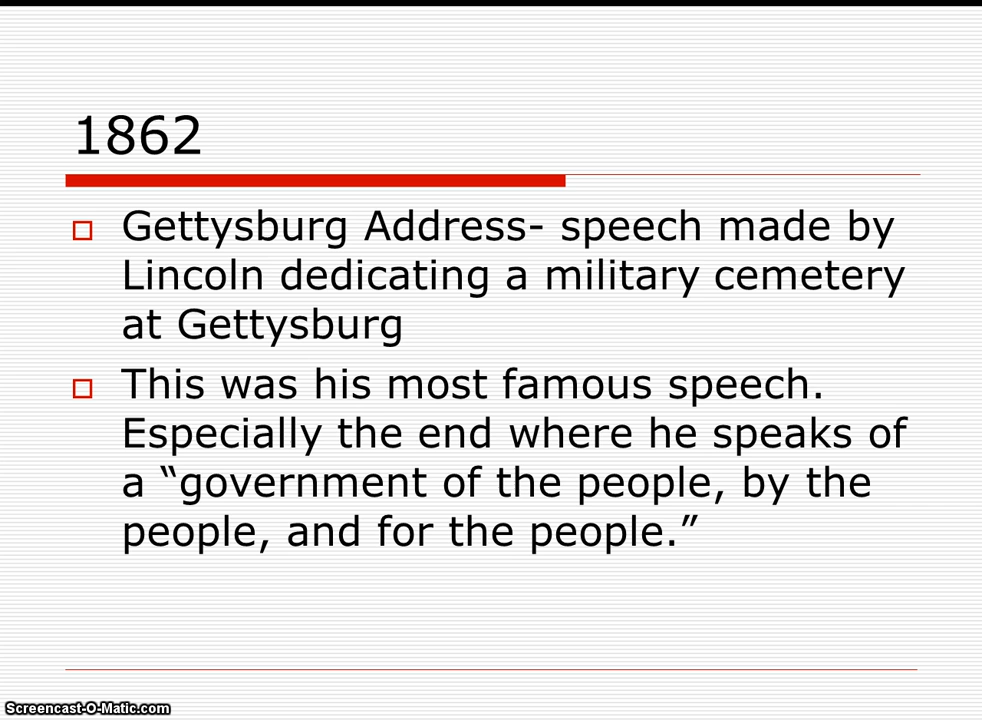 1862
Gettysburg Address- speech made by
Lincoln dedicating a military cemetery
at Gettysburg
This was his most famous speech.
Especially the end where he speaks of
a “government of the people, by the
people, and for the people.”
Screencast-O-Matic.com